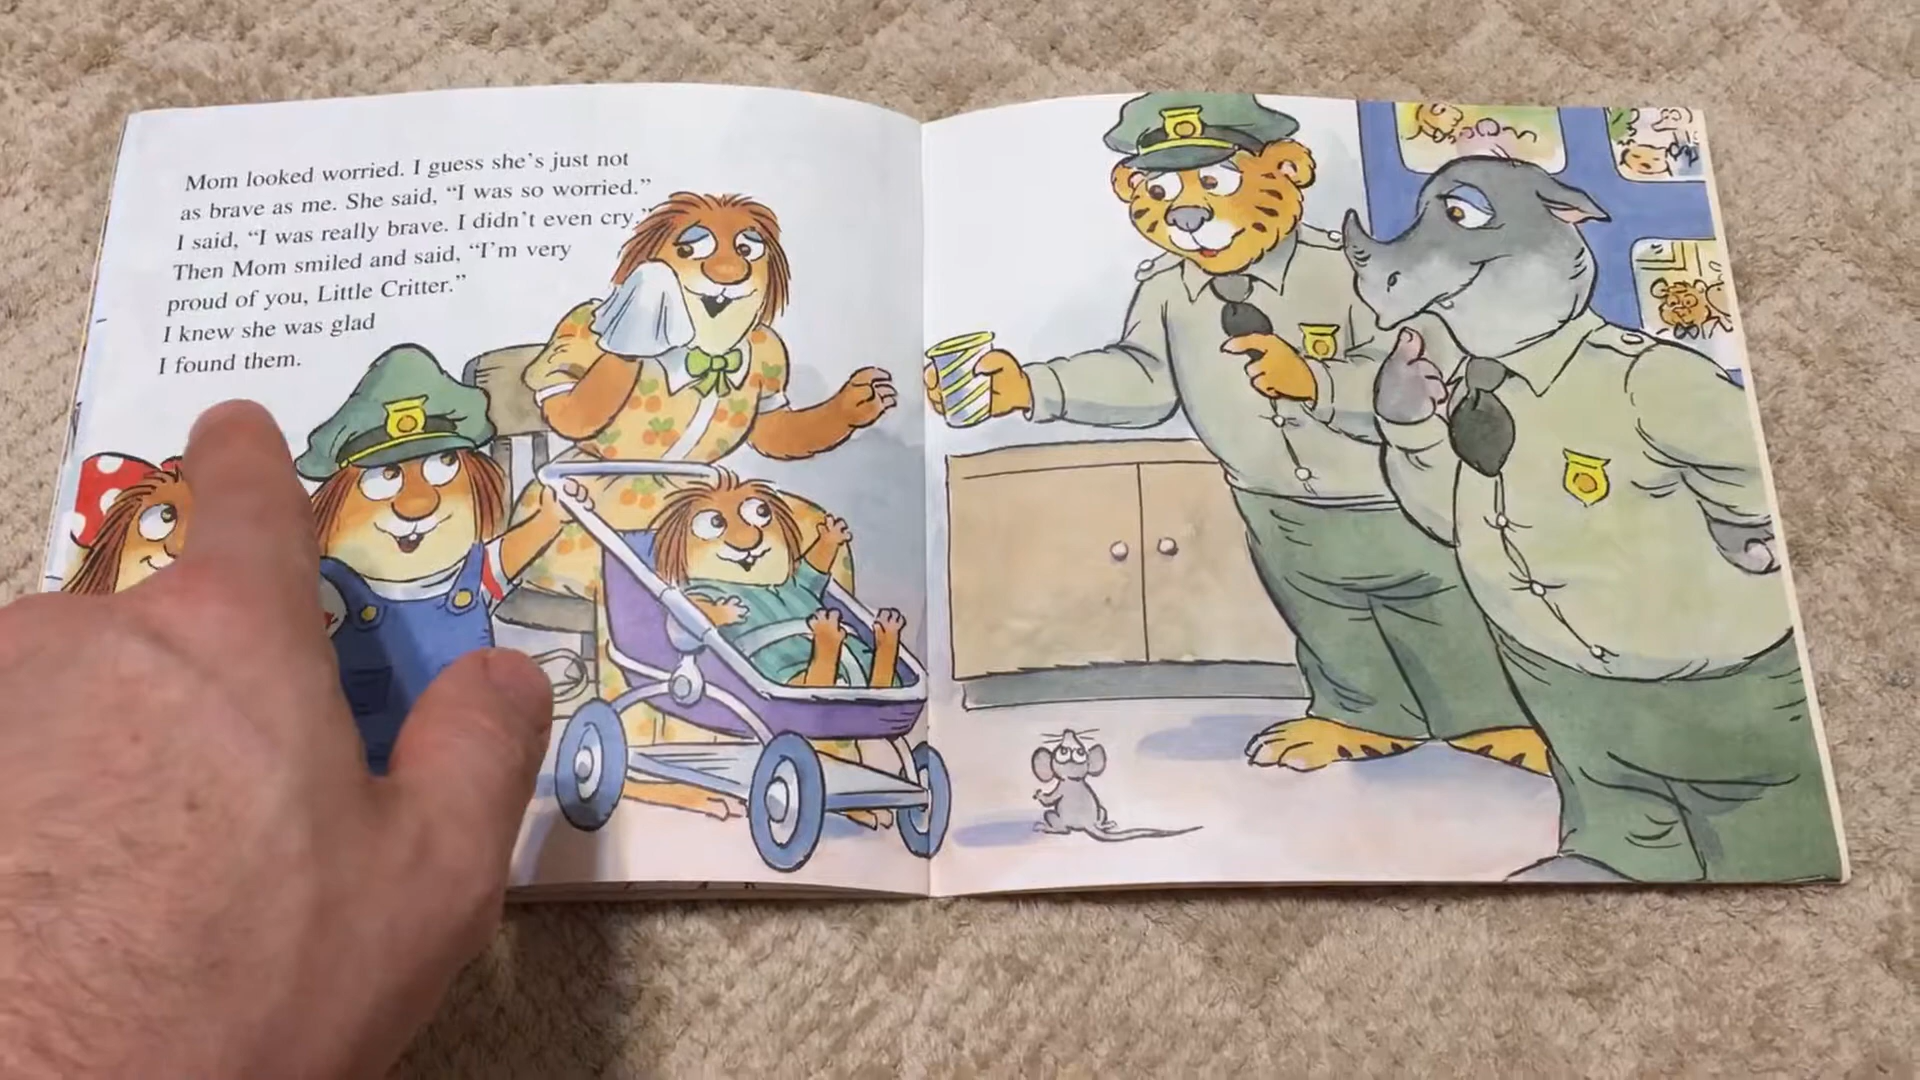 Mom looked worried. I guess she's just not
as brave as me. She said, “I was so worried.”
I said, “I was really brave. I didn't even cry.”
Then Mom smiled and said, “I'm very
proud of you, Little Critter.”
I knew she was glad
I found them.